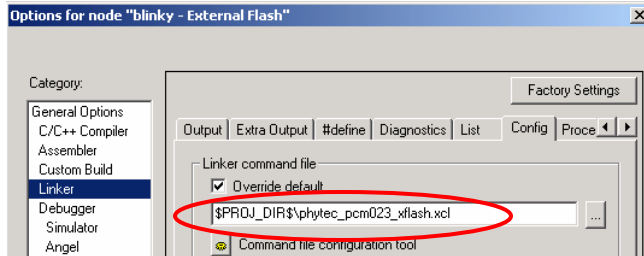 Options for node "blinky - External Flash"
Category:
Factory Settings
General Options
C/C++ Compiler
Assembler
Custom Build
Linker
Debugger
Simulator
Angel
Output Extra Output #define Diagnostics List Config Proce
Linker command file
Override default
$PROJ_DIR$\phytec_pcm023_xflash.xcl
...
Command file configuration tool